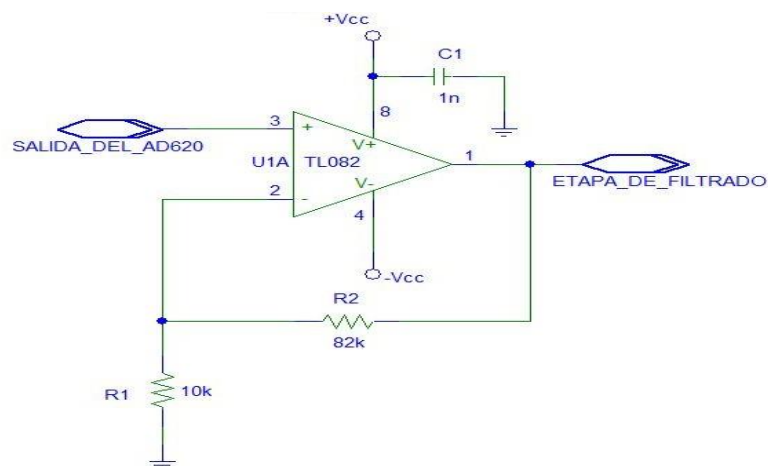 +Vcc
C1
1n
8
3
+
V+
SALIDA_DEL_AD620
U1A
TL082
1
2
-
V-
4
ETAPA_DE_FILTRADO
-Vcc
R2
82k
R1
10k